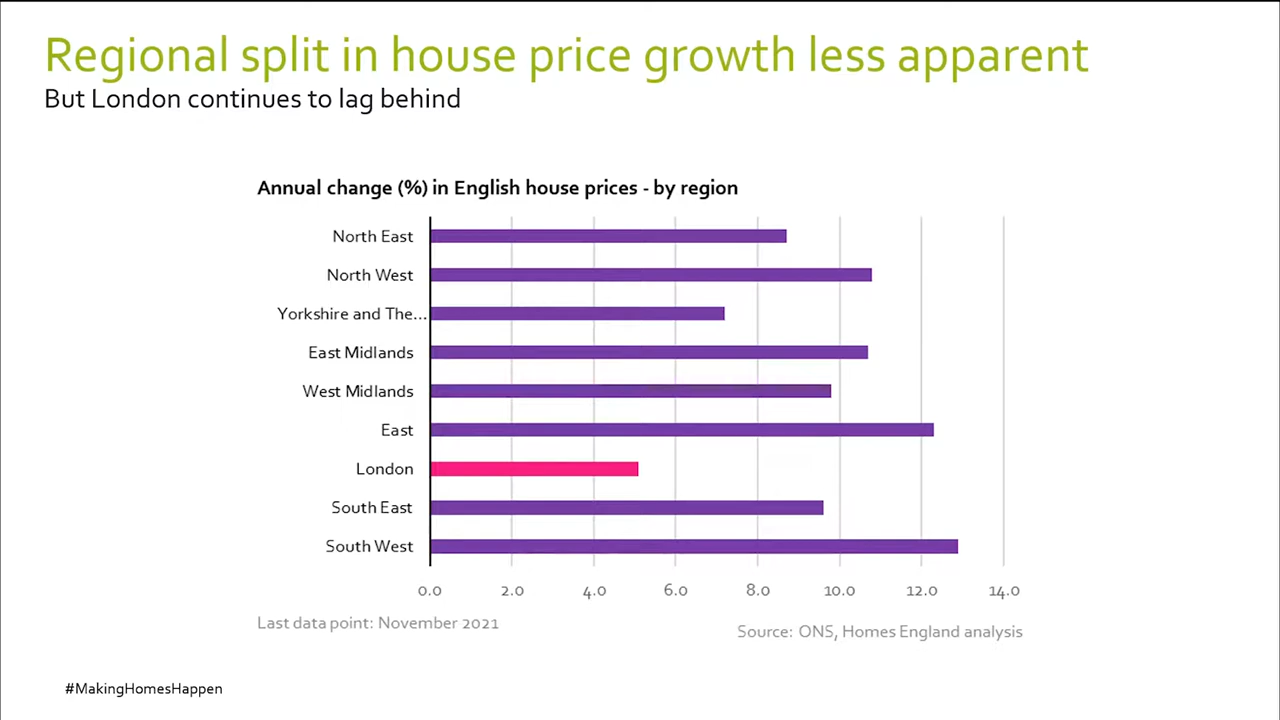 Regional split in house price growth less apparent
But London continues to lag behind
Annual change (%) in English house prices - by region
North East
North West
Yorkshire and The...
East Midlands
West Midlands
East
London
South East
South West
0.0 2.0 4.0 6.0 8.0 10.0 12.0 14.0
Last data point: November 2021
Source: ONS, Homes England analysis
#MakingHomesHappen